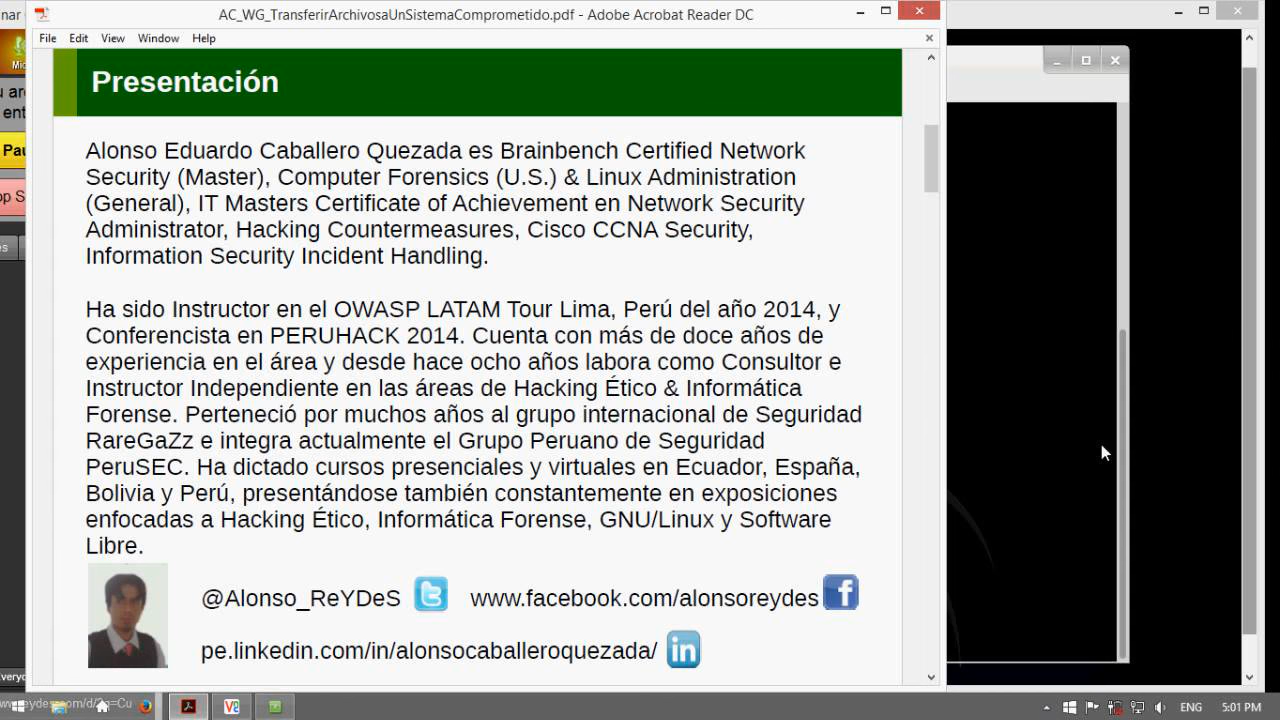 AC_WG_TransferirArchivosaUnSistemaComprometido.pdf - Adobe Acrobat Reader DC
File Edit View Window Help
Presentación
Alonso Eduardo Caballero Quezada es Brainbench Certified Network
Security (Master), Computer Forensics (U.S.) & Linux Administration
(General), IT Masters Certificate of Achievement en Network Security
Administrator, Hacking Countermeasures, Cisco CCNA Security,
Information Security Incident Handling.
Ha sido Instructor en el OWASP LATAM Tour Lima, Perú del año 2014, y
Conferencista en PERUHACK 2014. Cuenta con más de doce años de
experiencia en el área y desde hace ocho años labora como Consultor e
Instructor Independiente en las áreas de Hacking Ético & Informática
Forense. Perteneció por muchos años al grupo internacional de Seguridad
RareGaZz e integra actualmente el Grupo Peruano de Seguridad
PeruSEC. Ha dictado cursos presenciales y virtuales en Ecuador, España,
Bolivia y Perú, presentándose también constantemente en exposiciones
enfocadas a Hacking Ético, Informática Forense, GNU/Linux y Software
Libre.
@Alonso_ReYDeS www.facebook.com/alonsoreydes
pe.linkedin.com/in/alonsocaballeroquezada/
ENG 5:01 PM